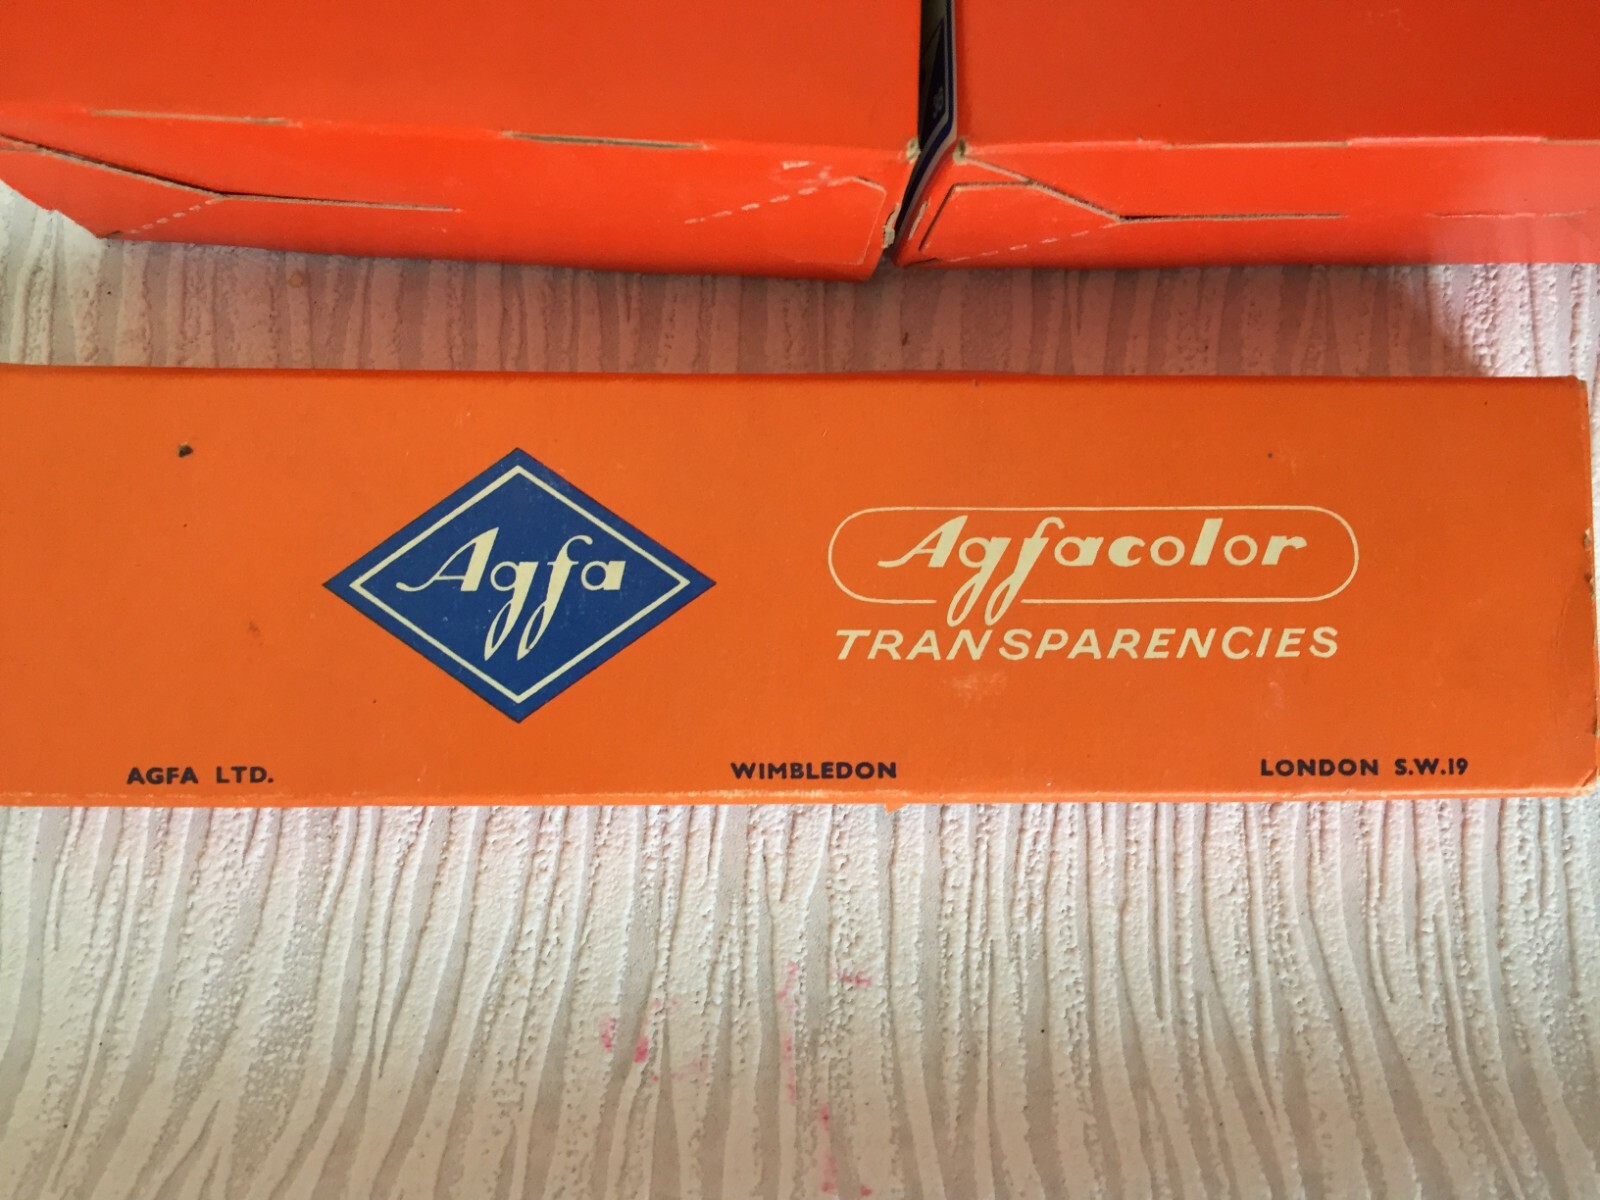 Agfa
Agfacolor
TRANSPARENCIES
AGFA LTD.
WIMBLEDON
LONDON S.W.19